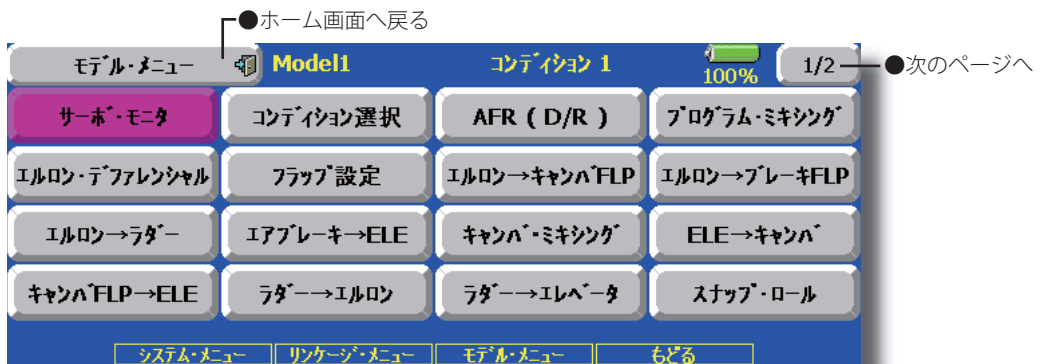 ●ホーム画面へ戻る
モデル・メニュー Model1 コンディション 1 100% 1/2 ●次のページへ
サーボ・モニタ コンディション選択 AFR ( D/R ) プログラム・ミキシング
エルロン・デファレンシャル フラップ設定 エルロン→キャンバFLP エルロン→ブレーキFLP
エルロン→ラダー エアブレーキ→ELE キャンバ・ミキシング ELE→キャンバ
キャンバFLP→ELE ラダー→エルロン ラダー→エレベータ スナップ・ロール
システム・メニュー リンケージ・メニュー モデル・メニュー もどる